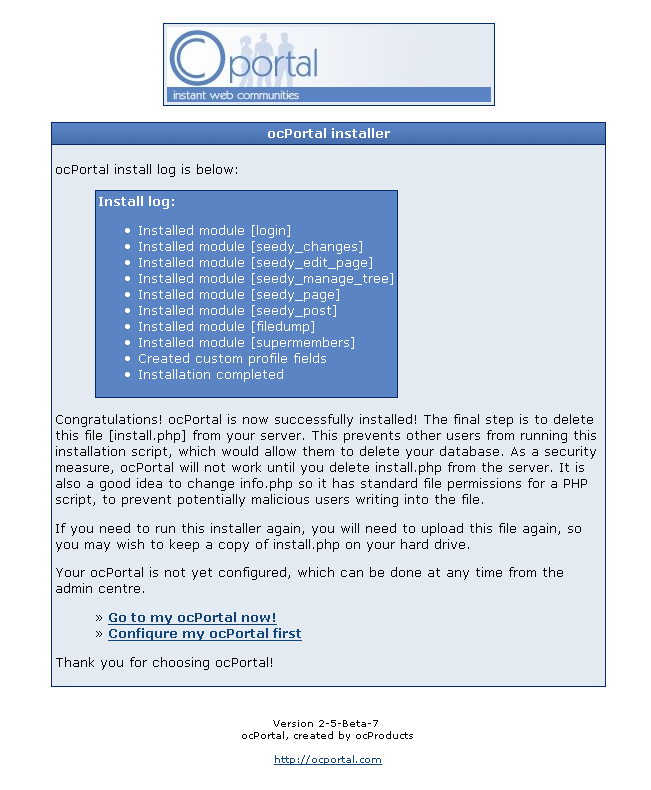 ocportal
instant web communities
ocPortal installer
ocPortal install log is below:
Install log:
• Installed module [login]
• Installed module [seedy_changes]
• Installed module [seedy_edit_page]
• Installed module [seedy_manage_tree]
• Installed module [seedy_page]
• Installed module [seedy_post]
• Installed module [filedump]
• Installed module [supermembers]
• Created custom profile fields
• Installation completed
Congratulations! ocPortal is now successfully installed! The final step is to delete
this file [install.php] from your server. This prevents other users from running this
installation script, which would allow them to delete your database. As a security
measure, ocPortal will not work until you delete install.php from the server. It is
also a good idea to change info.php so it has standard file permissions for a PHP
script, to prevent potentially malicious users writing into the file.
If you need to run this installer again, you will need to upload this file again, so
you may wish to keep a copy of install.php on your hard drive.
Your ocPortal is not yet configured, which can be done at any time from the
admin centre.
» Go to my ocPortal now!
» Configure my ocPortal first
Thank you for choosing ocPortal!
Version 2-5-Beta-7
ocPortal, created by ocProducts
http://ocportal.com